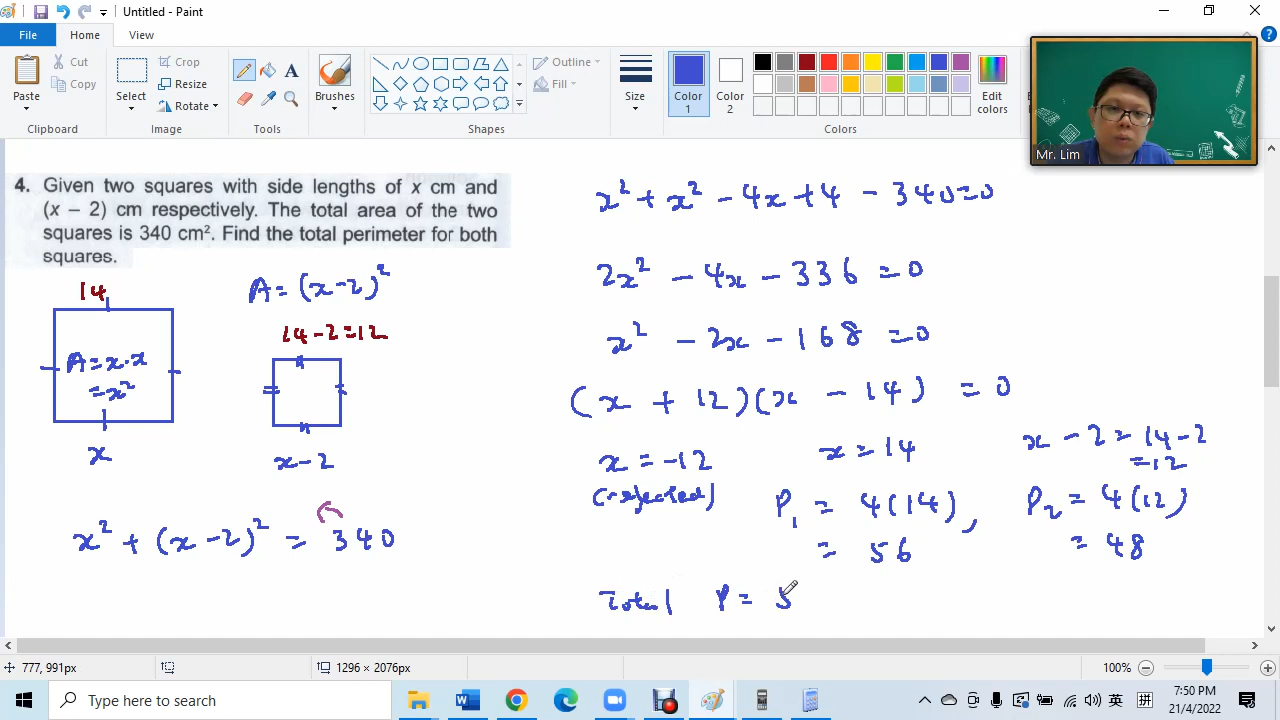 Untitled - Paint
File
Home
View
Paste
Cut
Copy
Clipboard
Select
Crop
Resize
Rotate
Image
Tools
Brushes
Outline
Fill
Shapes
Size
Color 1
Color 2
Edit colors
Colors
Mr. Lim
4. Given two squares with side lengths of x cm and
(x – 2) cm respectively. The total area of the two
squares is 340 cm². Find the total perimeter for both
squares.
14
A = (x-2)²
14-2=12
A = x·x
= x²
x
x-2
x² + (x-2)² = 340
x² + x² - 4x + 4 - 340=0
2x² - 4x - 336 = 0
x² - 2x - 168 = 0
(x + 12)(x - 14) = 0
x = -12
(rejected)
x = 14
x - 2 = 14 - 2
=12
P₁ = 4(14),
= 56
P₂ = 4(12)
= 48
Total P = 5
777, 991px
1296 × 2076px
100%
Type here to search
英
拼
7:50 PM
21/4/2022